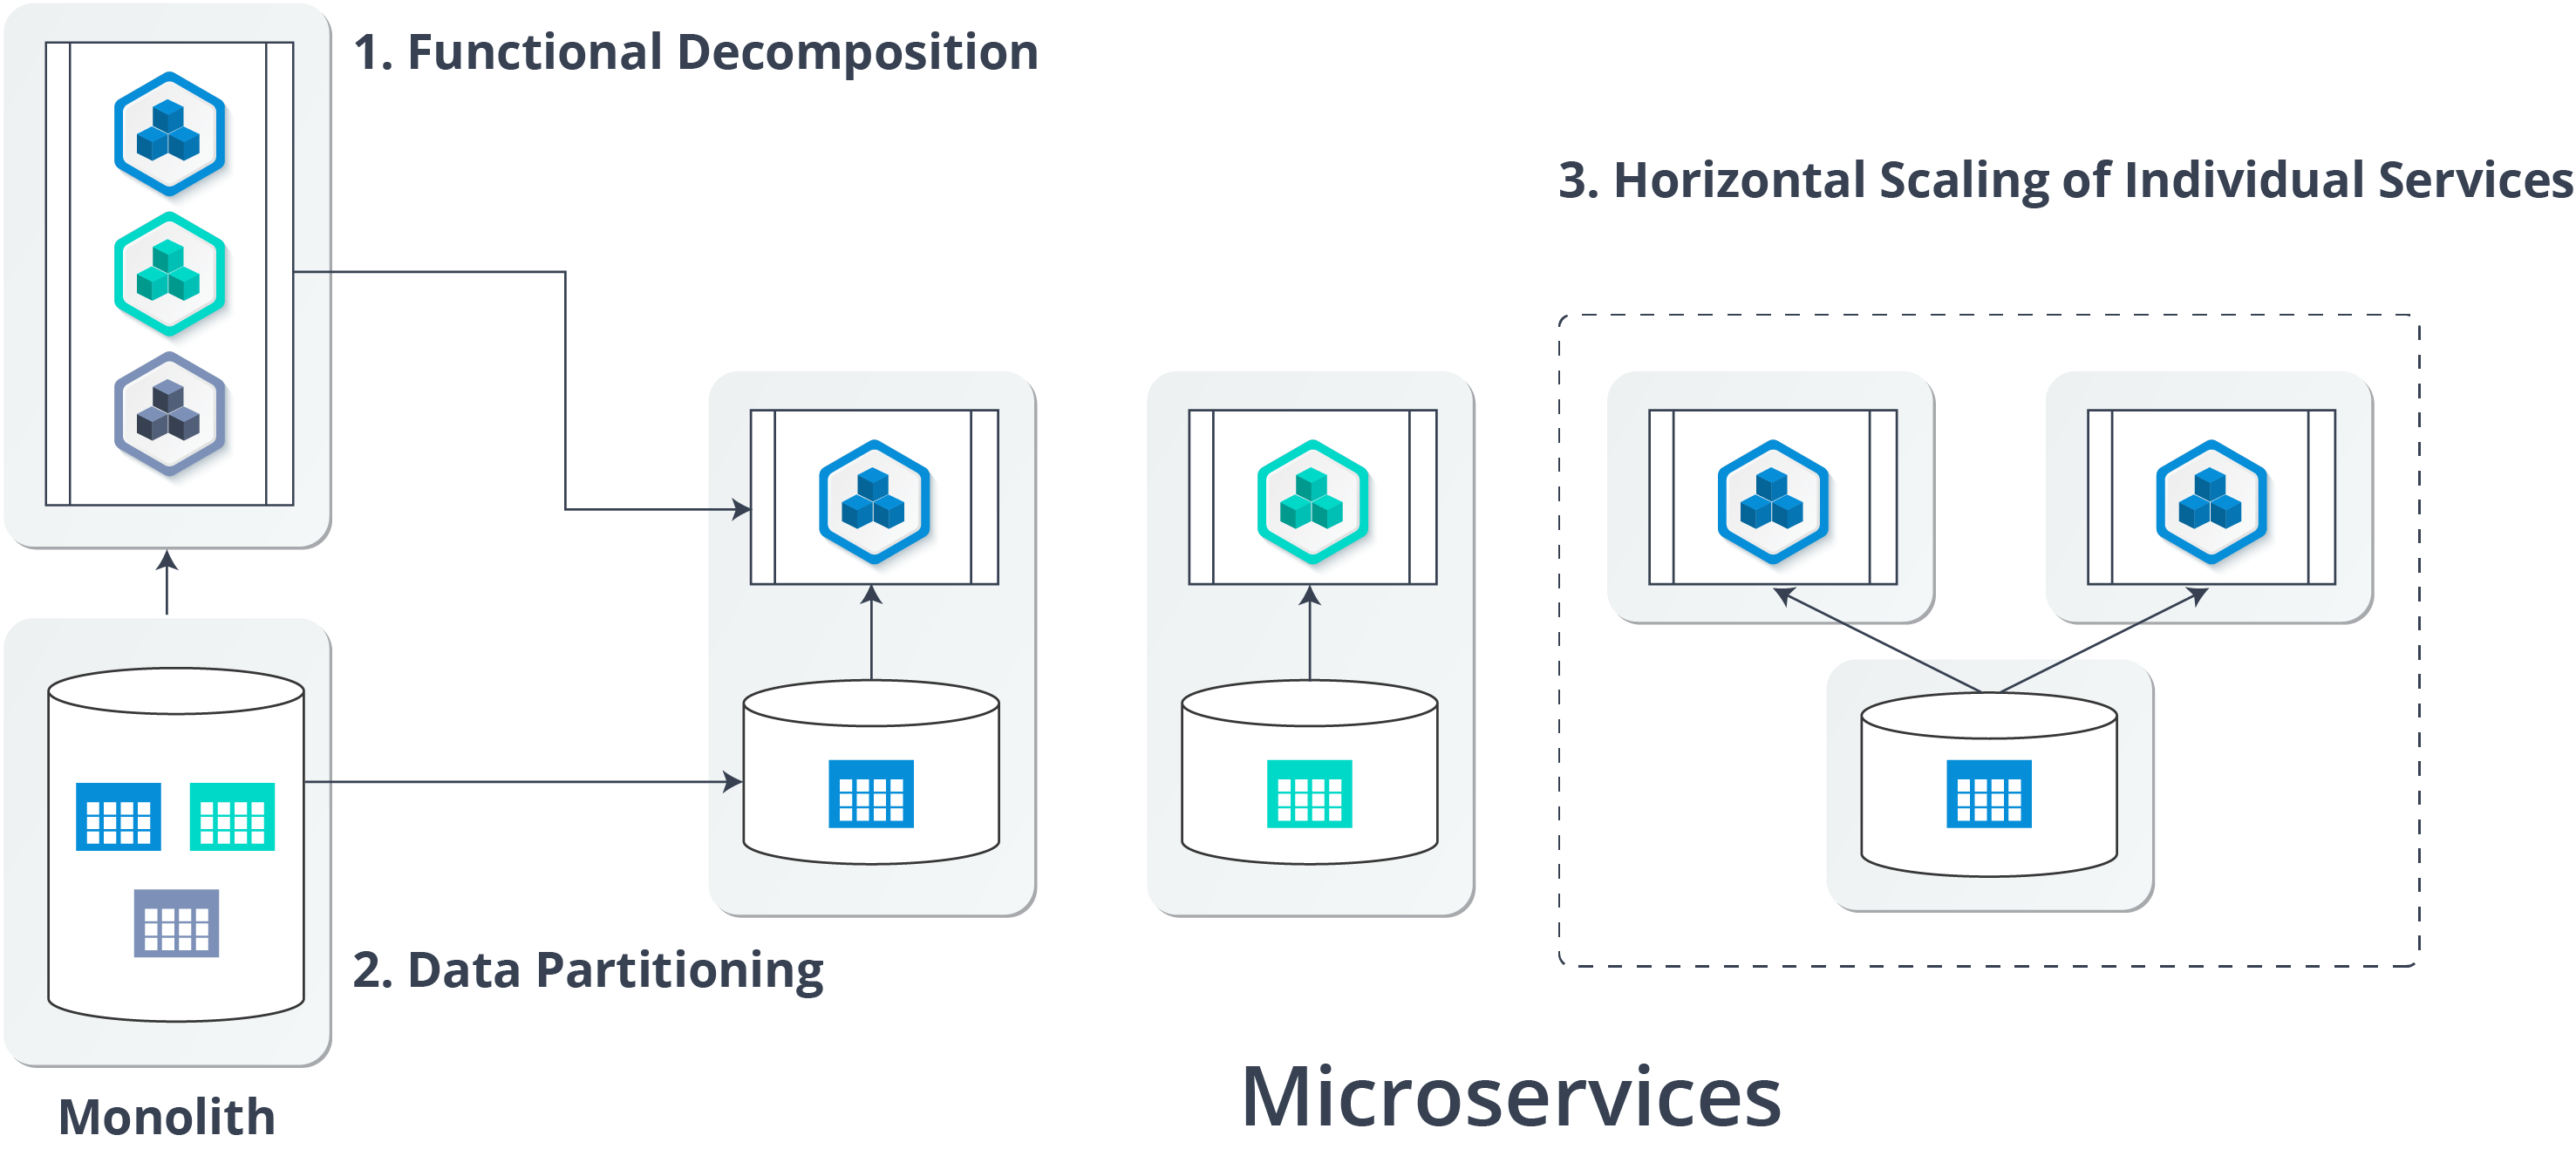 1. Functional Decomposition
3. Horizontal Scaling of Individual Services
2. Data Partitioning
Monolith
Microservices